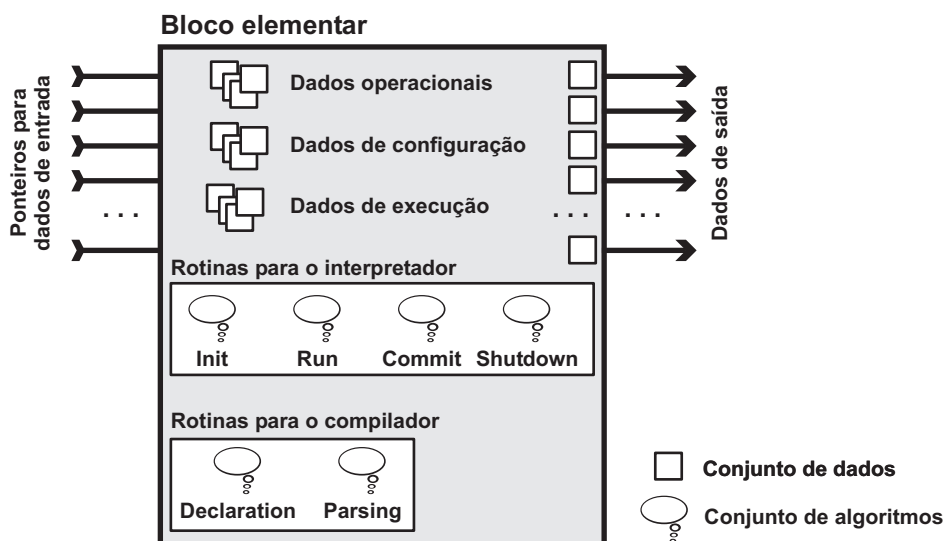 Bloco elementar
Ponteiros para
dados de entrada
Dados operacionais
Dados de configuração
Dados de execução
. . .
. . .
. . .
Dados de saída
Rotinas para o interpretador
Init
Run
Commit
Shutdown
Rotinas para o compilador
Declaration
Parsing
Conjunto de dados
Conjunto de algoritmos